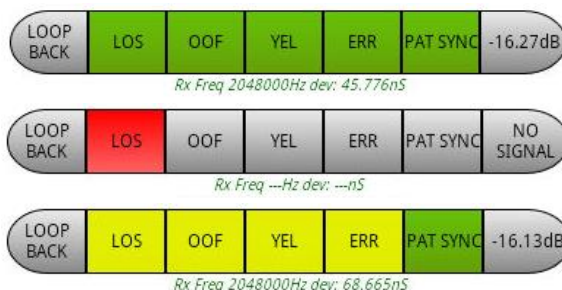 LOOP BACK LOS OOF YEL ERR PAT SYNC -16.27dB
Rx Freq 2048000Hz dev: 45.776nS
LOOP BACK LOS OOF YEL ERR PAT SYNC NO SIGNAL
Rx Freq ---Hz dev: ---nS
LOOP BACK LOS OOF YEL ERR PAT SYNC -16.13dB
Rx Freq 2048000Hz dev: 68.665nS